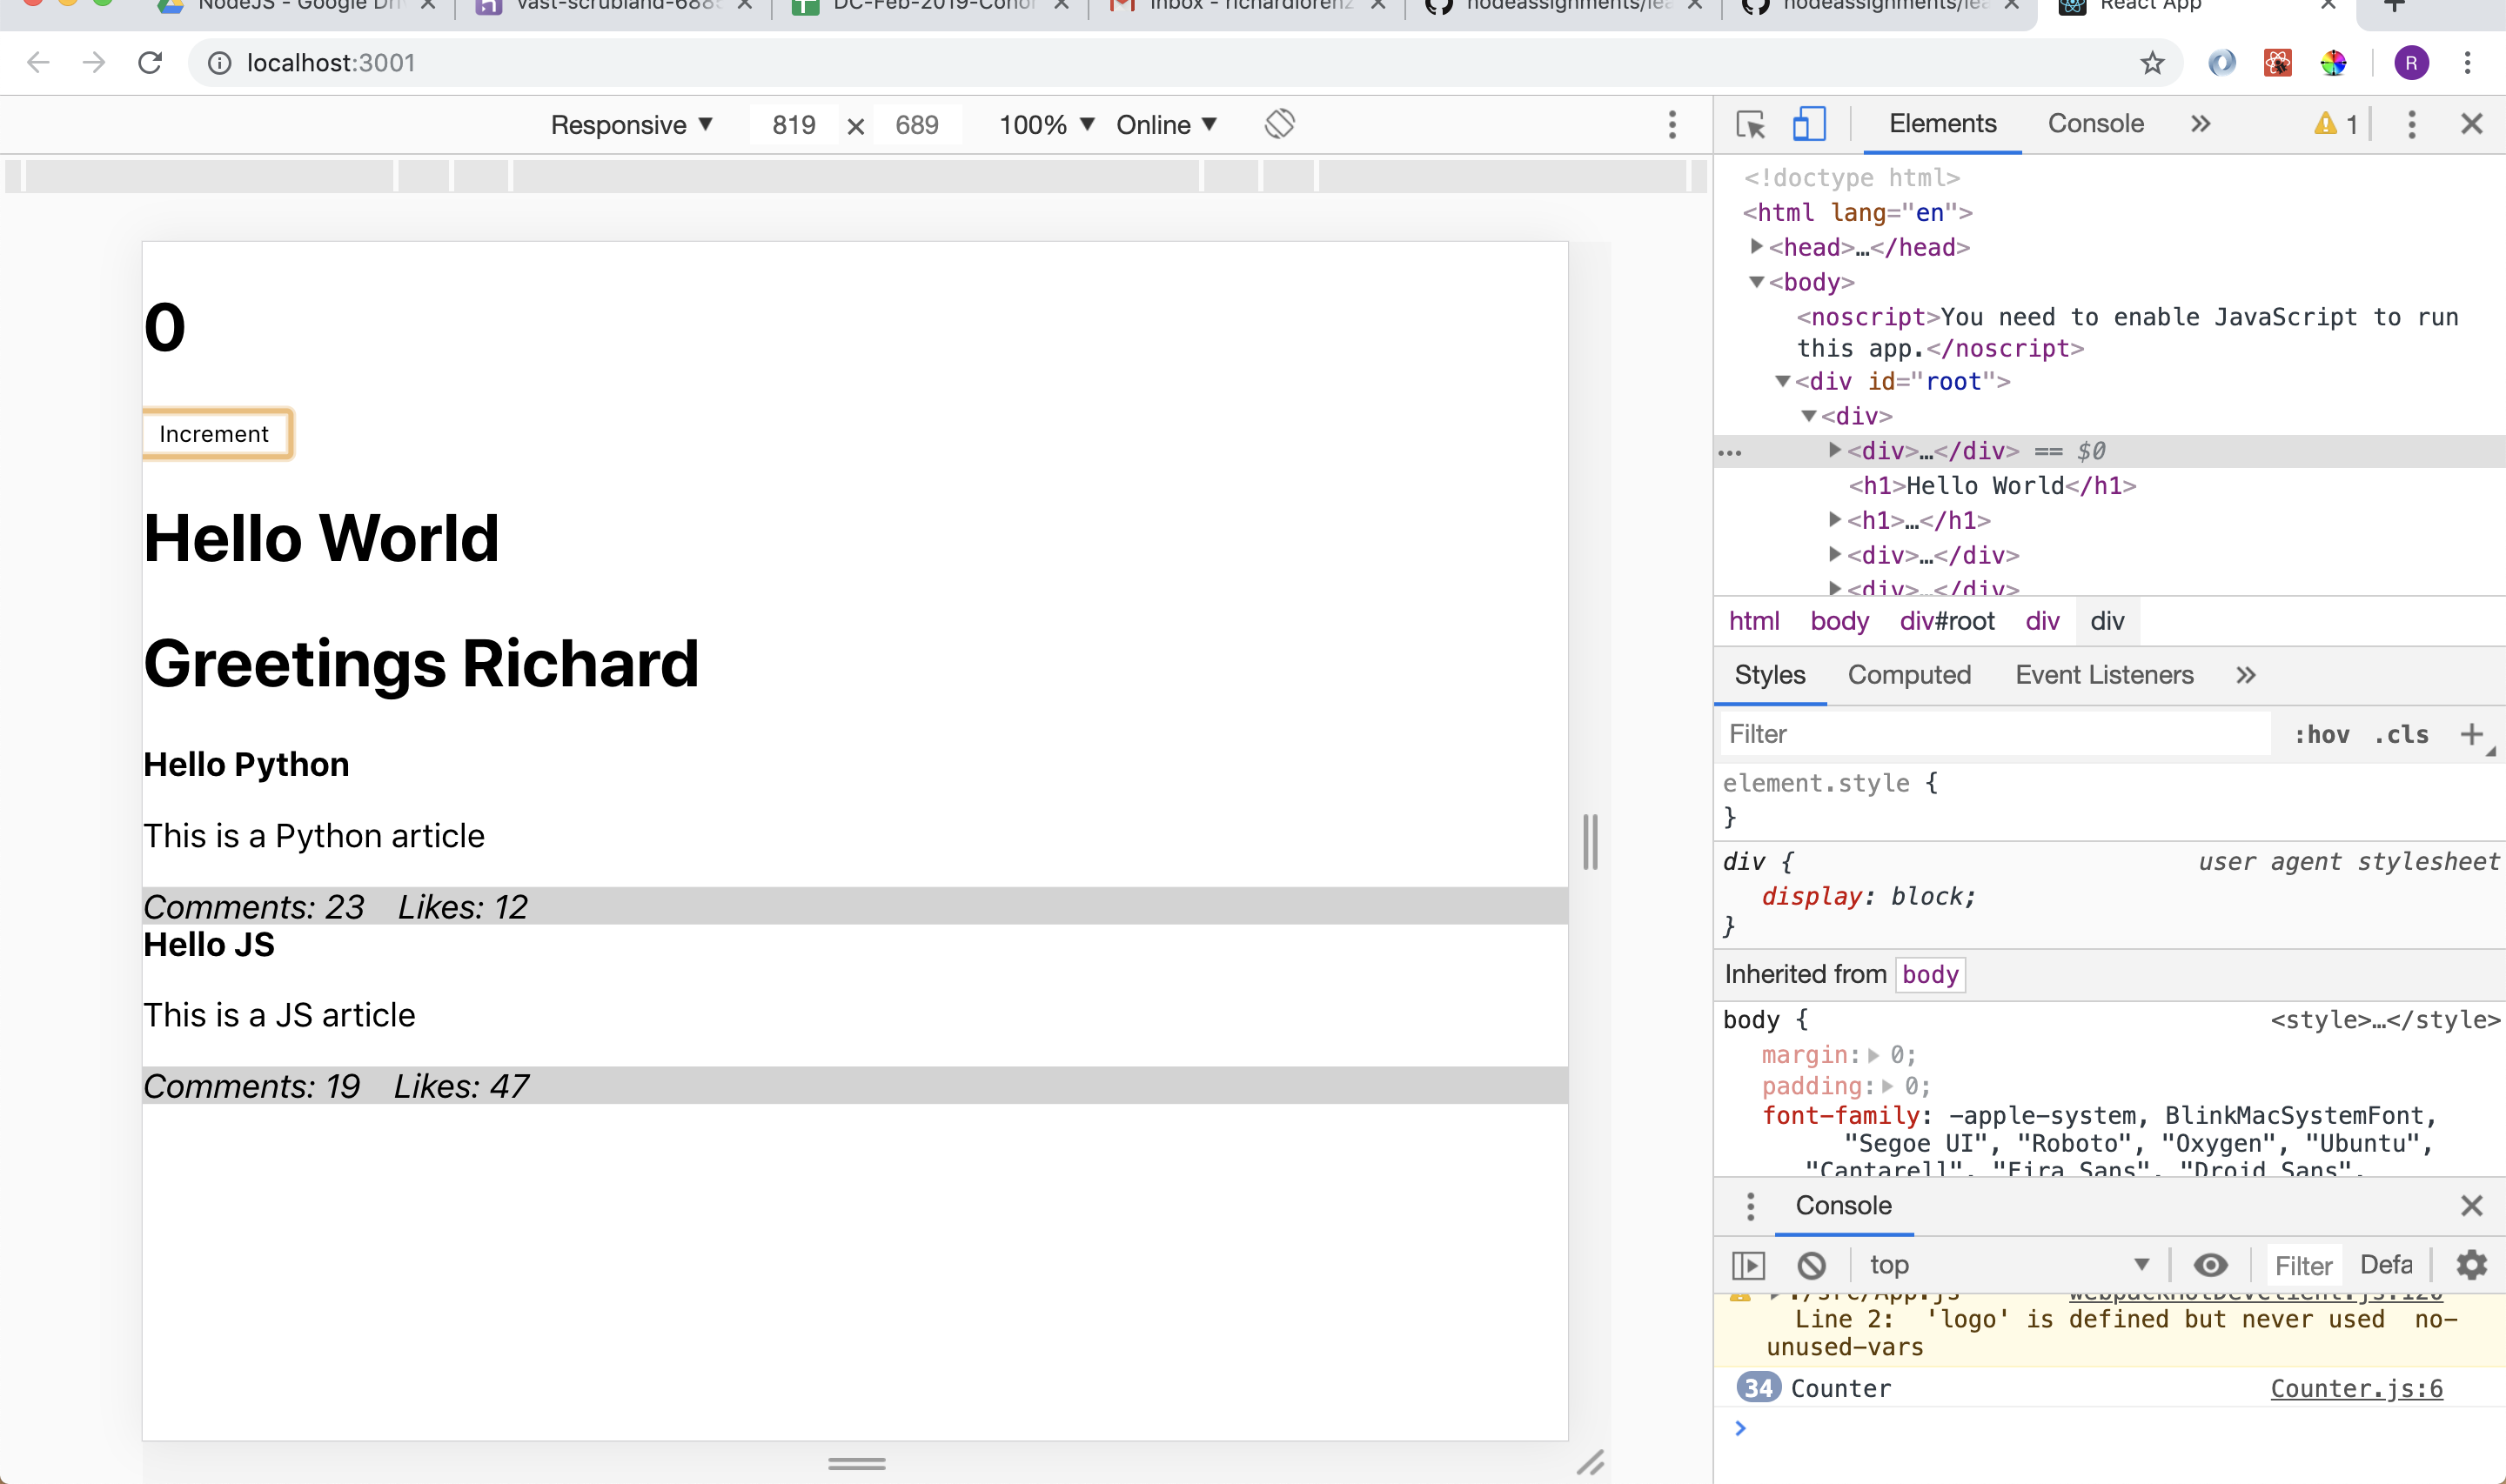 NodeJS - Google Dri
vast-scrubland-688
DC-Feb-2019-Cohor
Inbox - richardlorenz
nodeassignments/lea
nodeassignments/lea
React App
localhost:3001
R
Responsive ▼ 819 × 689 100% ▼ Online ▼
Elements Console » 1
<!doctype html>
<html lang="en">
<head>…</head>
<body>
<noscript>You need to enable JavaScript to run
this app.</noscript>
<div id="root">
<div>
<div>…</div> == $0
<h1>Hello World</h1>
<h1>…</h1>
<div>…</div>
<div>…</div>
html body div#root div div
Styles Computed Event Listeners »
Filter :hov .cls +
element.style {
}
div { user agent stylesheet
display: block;
}
Inherited from body
body { <style>…</style>
margin: 0;
padding: 0;
font-family: -apple-system, BlinkMacSystemFont,
"Segoe UI", "Roboto", "Oxygen", "Ubuntu",
"Cantarell", "Fira Sans", "Droid Sans",
Console
top ▼ Filter Defa
./src/App.js webpackHotDevClient.js:120
Line 2: 'logo' is defined but never used no-
unused-vars
34 Counter Counter.js:6
0
Increment
Hello World
Greetings Richard
Hello Python
This is a Python article
Comments: 23 Likes: 12
Hello JS
This is a JS article
Comments: 19 Likes: 47